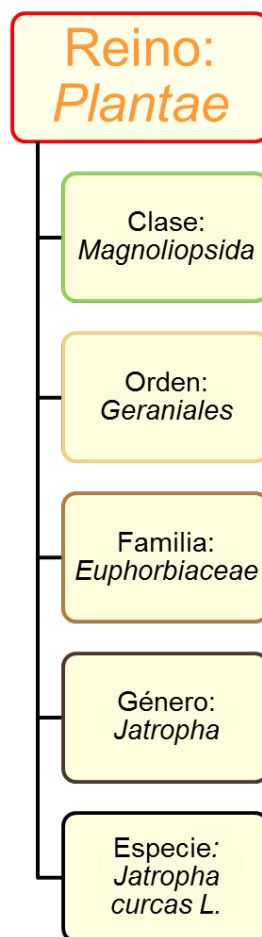 Reino:
Plantae
Clase:
Magnoliopsida
Orden:
Geraniales
Familia:
Euphorbiaceae
Género:
Jatropha
Especie:
Jatropha
curcas L.